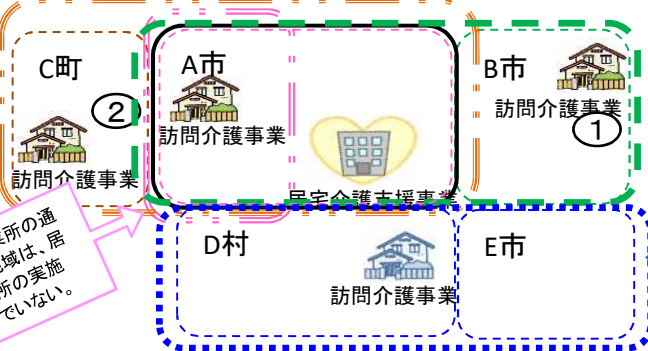 C町
A市
B市
訪問介護事業
①
②
訪問介護事業
訪問介護事業
居宅介護支援事業
業所の通
地域は、居
所の実施
でいない。
D村
E市
訪問介護事業